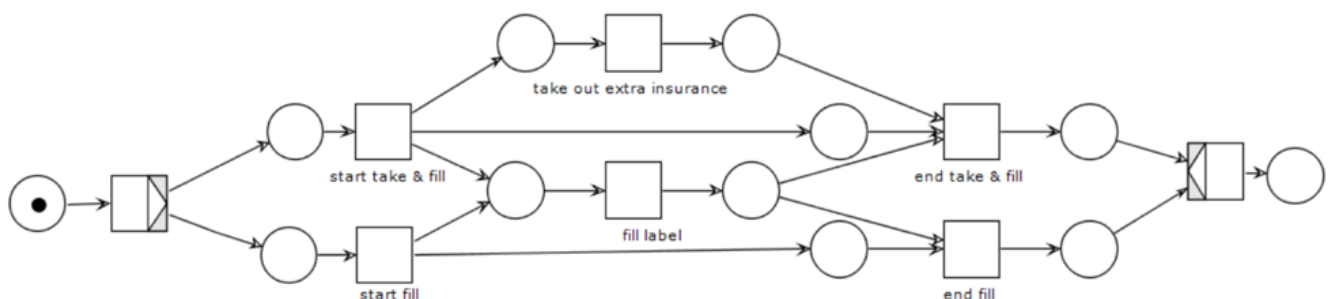 take out extra insurance
start take & fill
end take & fill
fill label
start fill
end fill